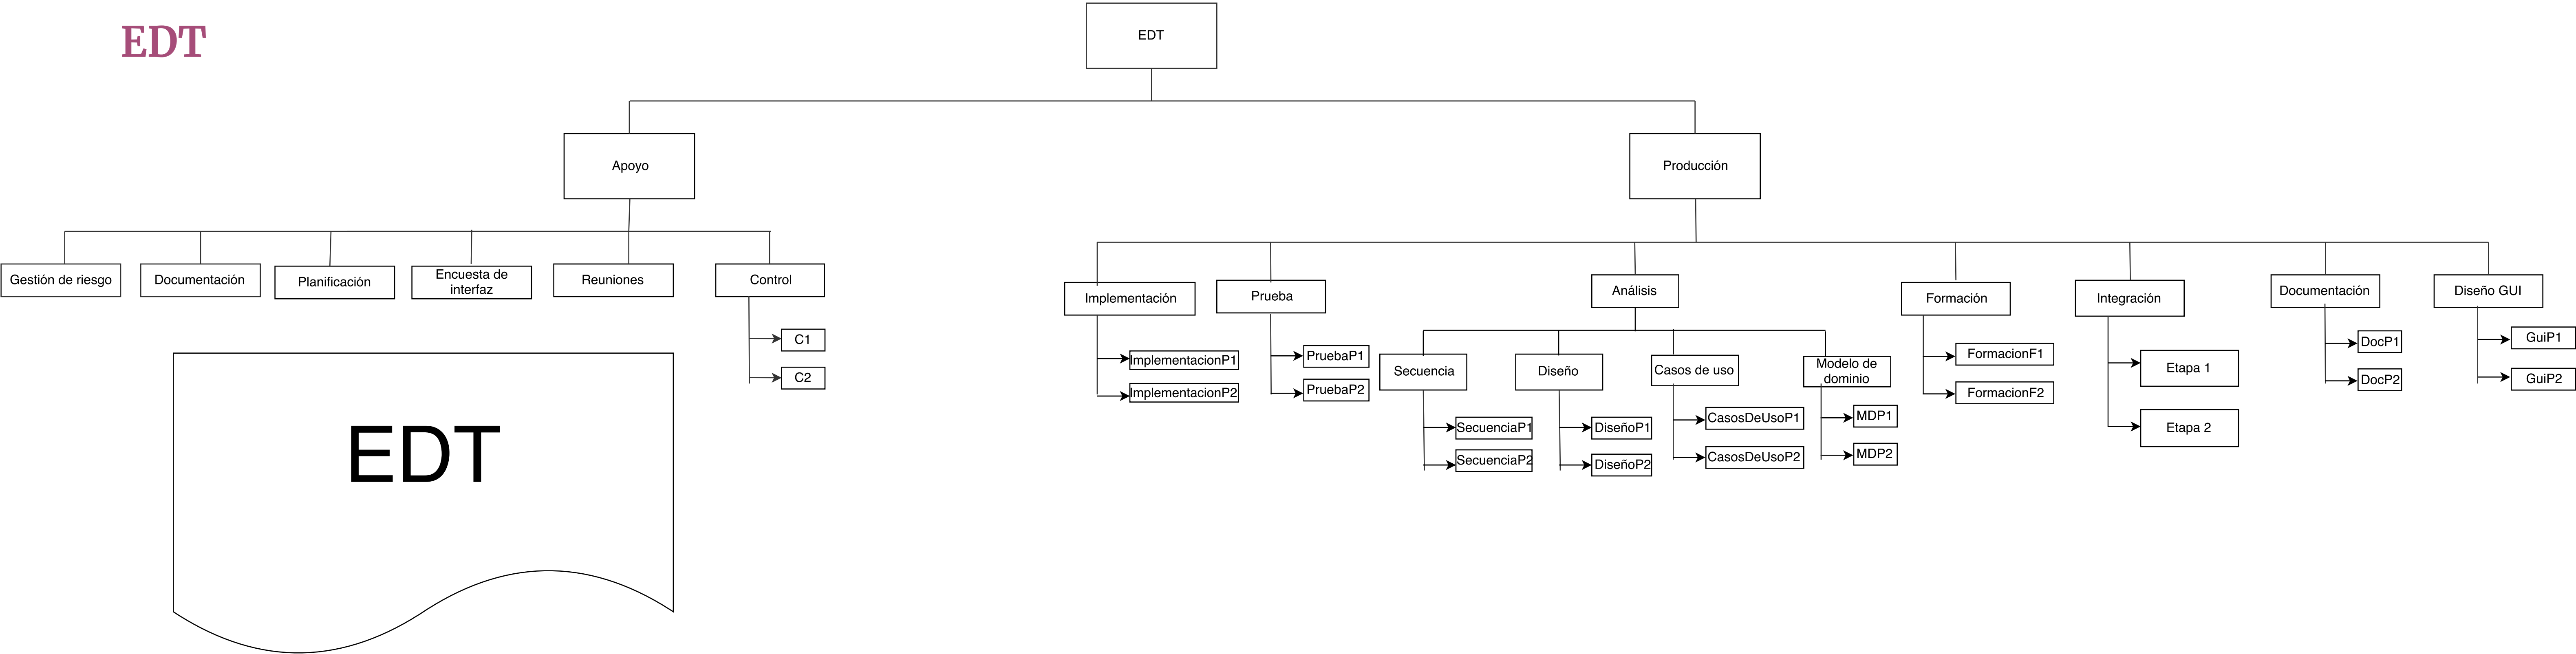 EDT
EDT
Apoyo
Producción
Gestión de riesgo
Documentación
Planificación
Encuesta de
interfaz
Reuniones
Control
C1
C2
EDT
Implementación
ImplementacionP1
ImplementacionP2
Prueba
PruebaP1
PruebaP2
Análisis
Secuencia
SecuenciaP1
SecuenciaP2
Diseño
DiseñoP1
DiseñoP2
Casos de uso
CasosDeUsoP1
CasosDeUsoP2
Modelo de
dominio
MDP1
MDP2
Formación
FormacionF1
FormacionF2
Integración
Etapa 1
Etapa 2
Documentación
DocP1
DocP2
Diseño GUI
GuiP1
GuiP2